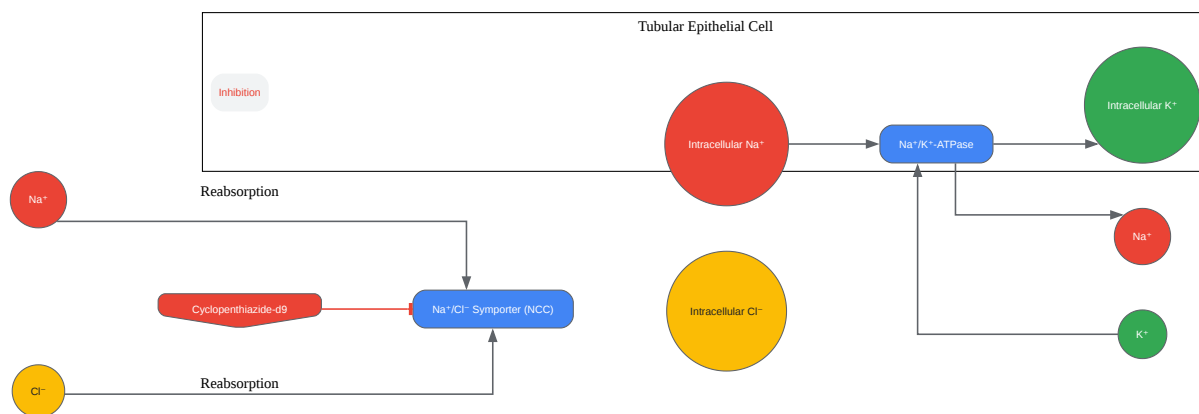 Tubular Epithelial Cell
Inhibition
Intracellular K⁺
Intracellular Na⁺
Na⁺/K⁺-ATPase
Reabsorption
Na⁺
Na⁺
Cyclopenthiazide-d9
Na⁺/Cl⁻ Symporter (NCC)
Intracellular Cl⁻
K⁺
Reabsorption
Cl⁻